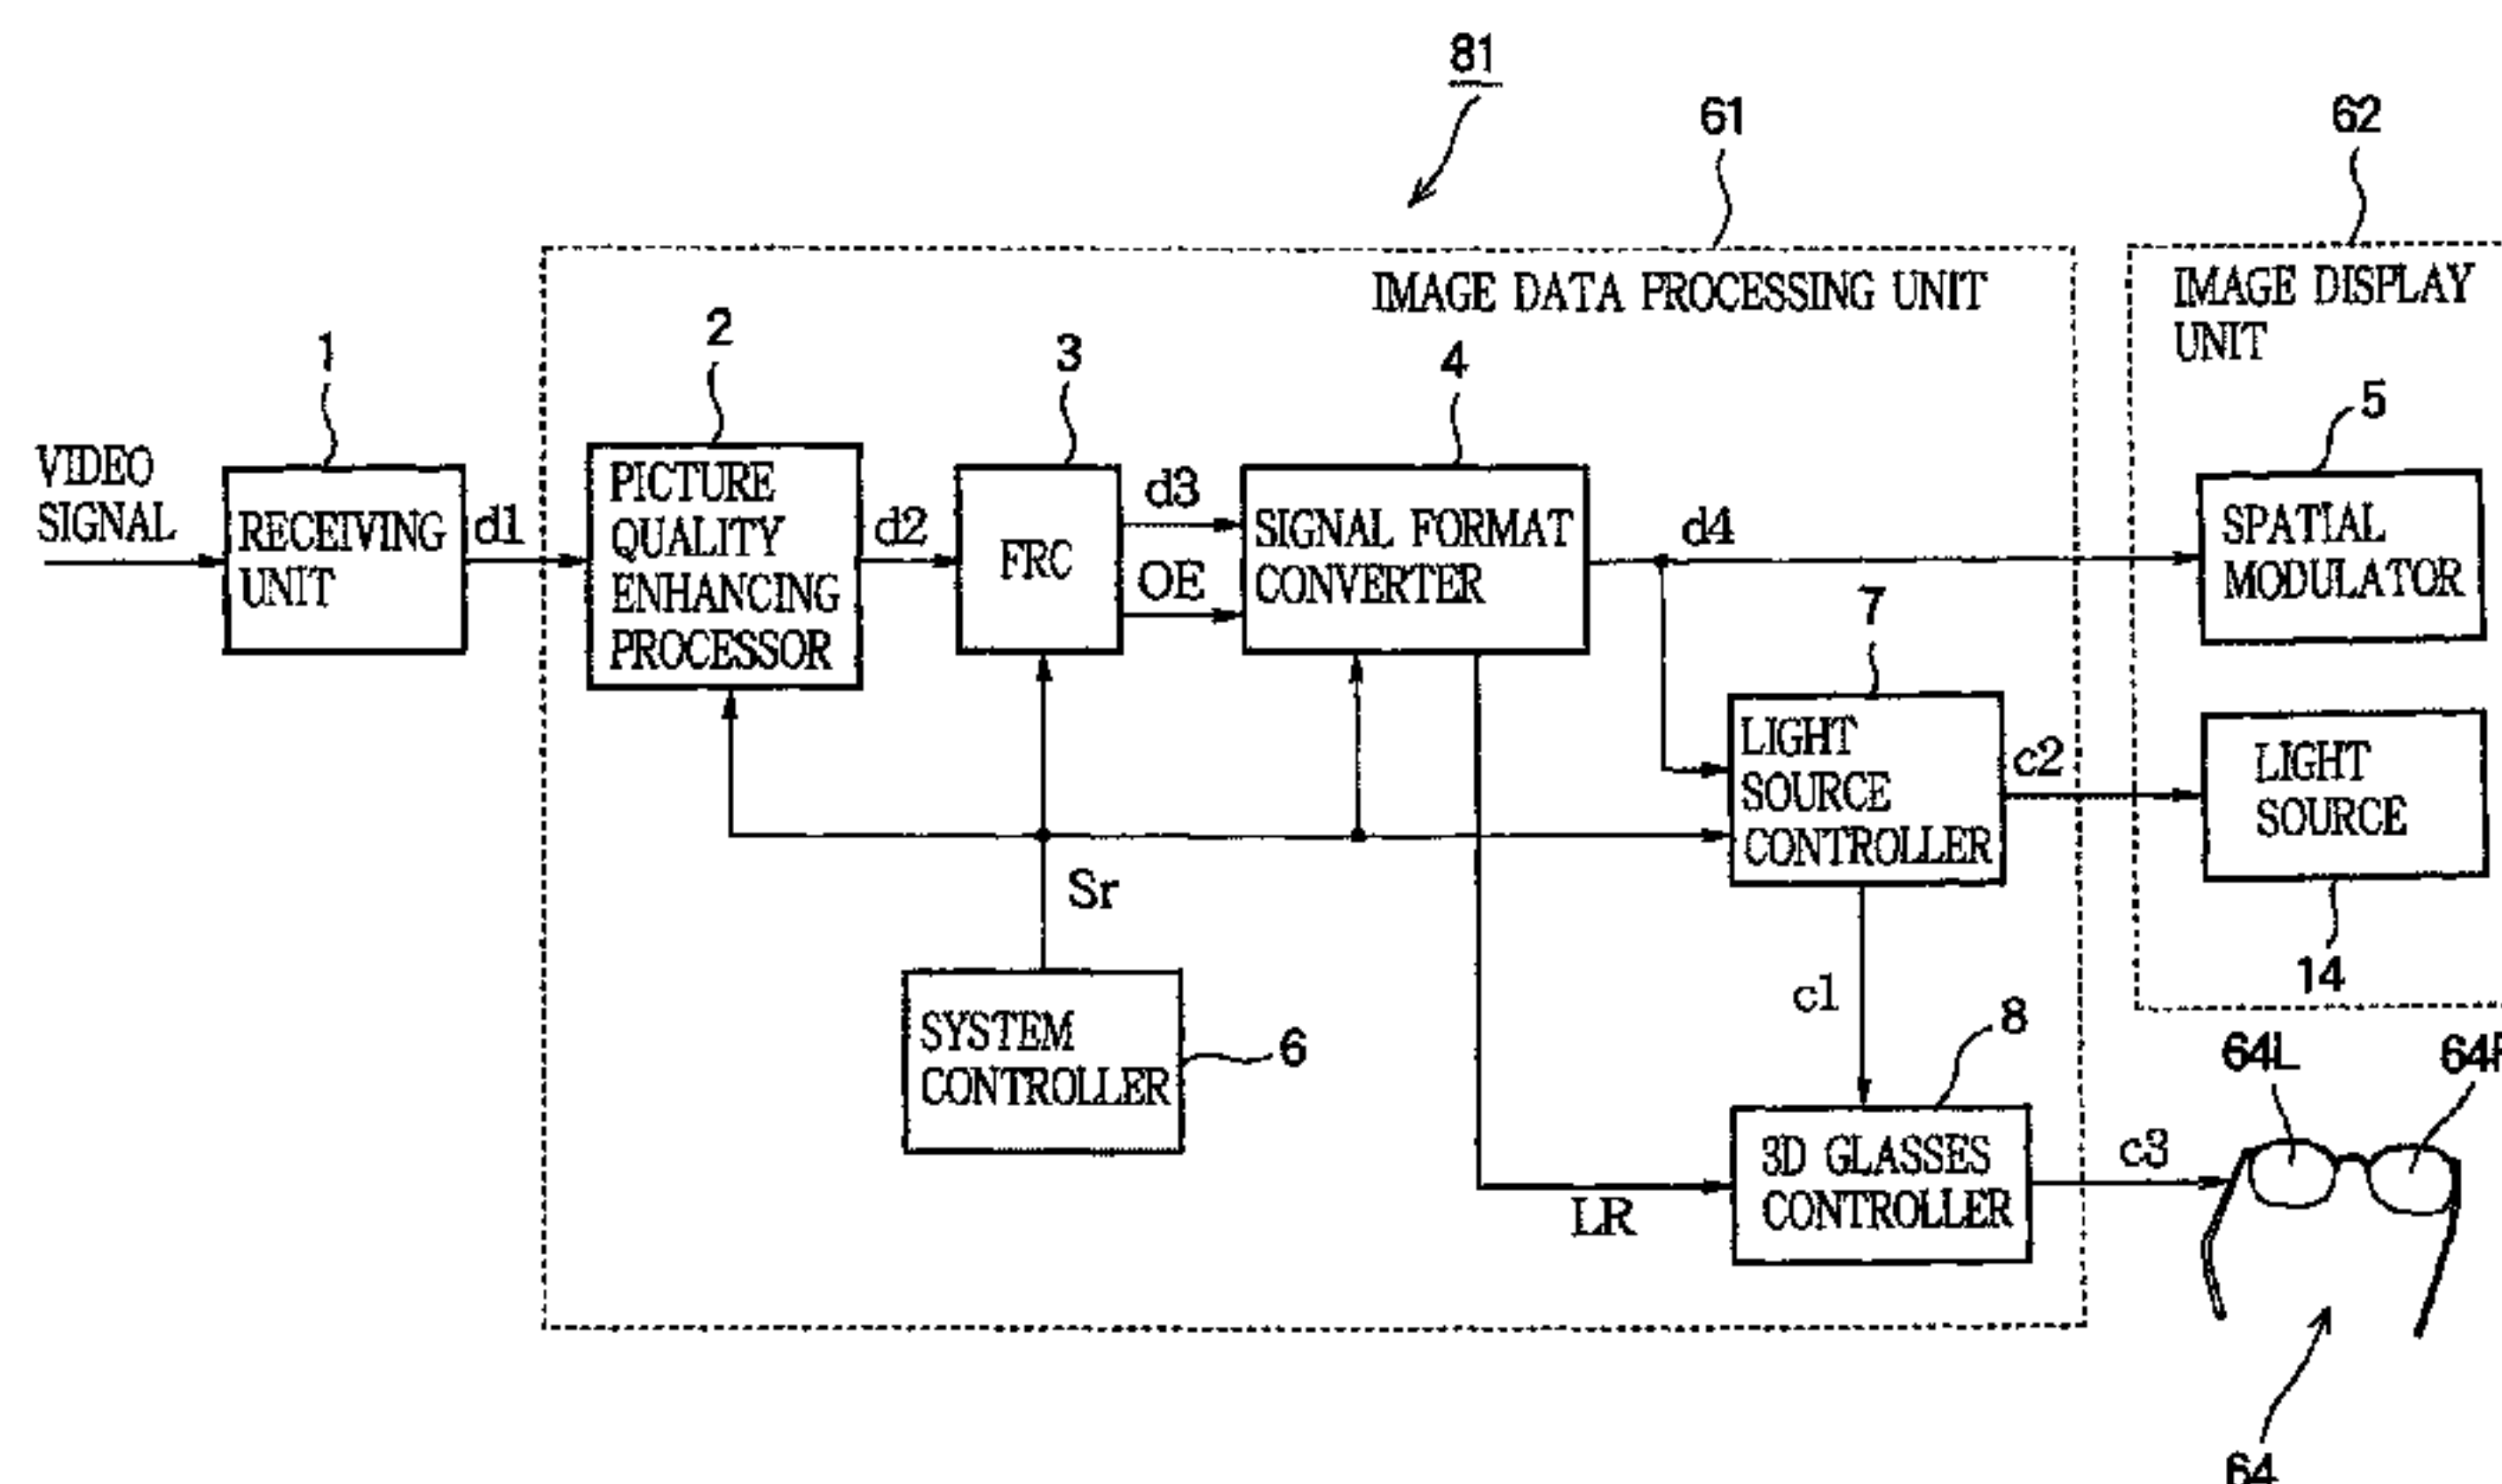 81
61
62
IMAGE DATA PROCESSING UNIT
IMAGE DISPLAY
UNIT
1
2
3
4
5
VIDEO
SIGNAL
RECEIVING
UNIT
d1
PICTURE
QUALITY
ENHANCING
PROCESSOR
d2
FRC
d3
OE
SIGNAL FORMAT
CONVERTER
d4
SPATIAL
MODULATOR
7
LIGHT
SOURCE
CONTROLLER
c2
LIGHT
SOURCE
14
Sr
SYSTEM
CONTROLLER
6
c1
8
3D GLASSES
CONTROLLER
LR
c3
64L
64R
64